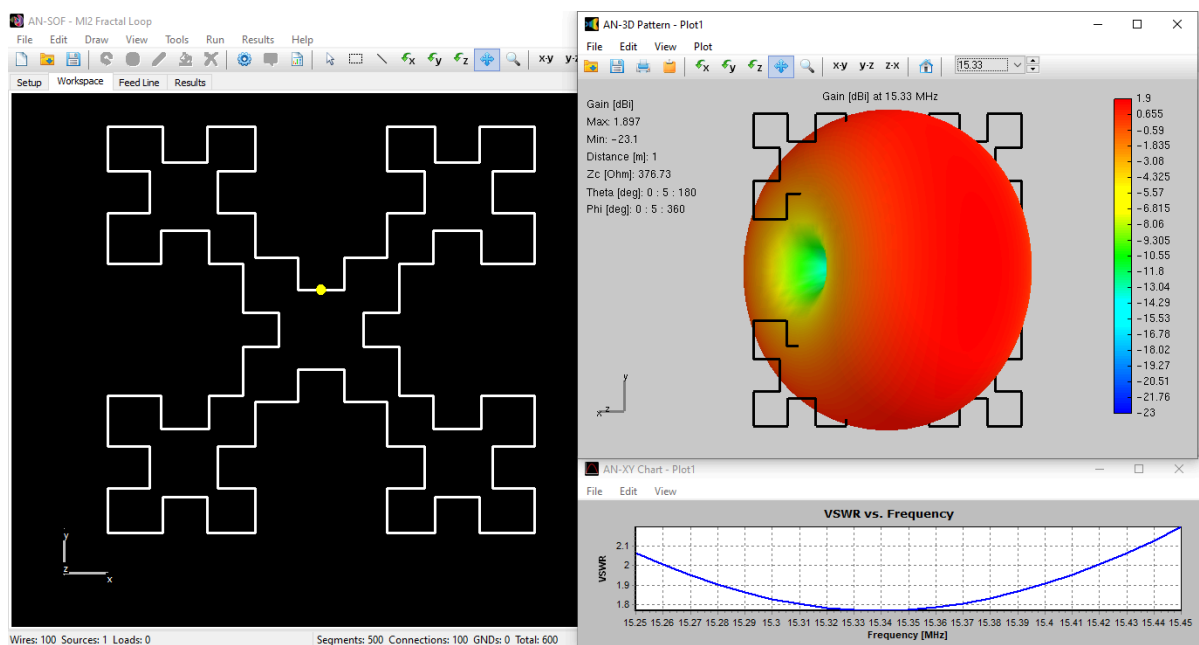 AN-SOF - MI2 Fractal Loop
File Edit Draw View Tools Run Results Help
x-y
Setup Workspace Feed Line Results
y
z
x
Wires: 100 Sources: 1 Loads: 0
Segments: 500 Connections: 100 GNDs: 0 Total: 600
AN-3D Pattern - Plot1
File Edit View Plot
x-y y-z z-x 15.33
Gain [dBi] at 15.33 MHz
Gain [dBi]
Max: 1.897
Min: -23.1
Distance [m]: 1
Zc [Ohm]: 376.73
Theta [deg]: 0 : 5 : 180
Phi [deg]: 0 : 5 : 360
1.9
0.655
-0.59
-1.835
-3.08
-4.325
-5.57
-6.815
-8.06
-9.305
-10.55
-11.8
-13.04
-14.29
-15.53
-16.78
-18.02
-19.27
-20.51
-21.76
-23
y
x z
AN-XY Chart - Plot1
File Edit View
VSWR vs. Frequency
VSWR
2.1
2
1.9
1.8
15.25 15.26 15.27 15.28 15.29 15.3 15.31 15.32 15.33 15.34 15.35 15.36 15.37 15.38 15.39 15.4 15.41 15.42 15.43 15.44 15.45
Frequency [MHz]